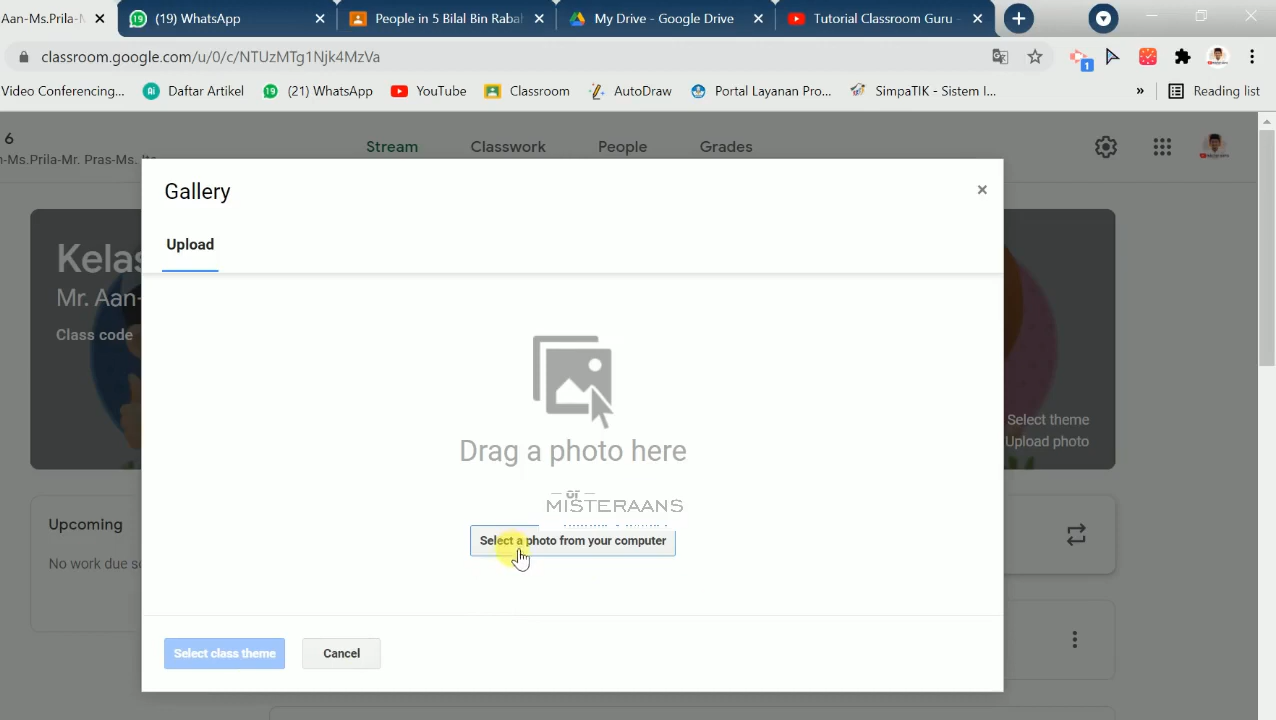 Aan-Ms.Prila-M
(19) WhatsApp
People in 5 Bilal Bin Rabah
My Drive - Google Drive
Tutorial Classroom Guru -
classroom.google.com/u/0/c/NTUzMTg1Njk4MzVa
1
Video Conferencing...
Daftar Artikel
(21) WhatsApp
YouTube
Classroom
AutoDraw
Portal Layanan Pro...
SimpaTIK - Sistem I...
»
Reading list
6
Stream
Classwork
People
Grades
n-Ms.Prila-Mr. Pras-Ms.
Gallery
Upload
Kelas
Mr. Aan-
Class code
Drag a photo here
or
MISTERAANS
Select a photo from your computer
Select theme
Upload photo
Upcoming
No work due s
Select class theme
Cancel